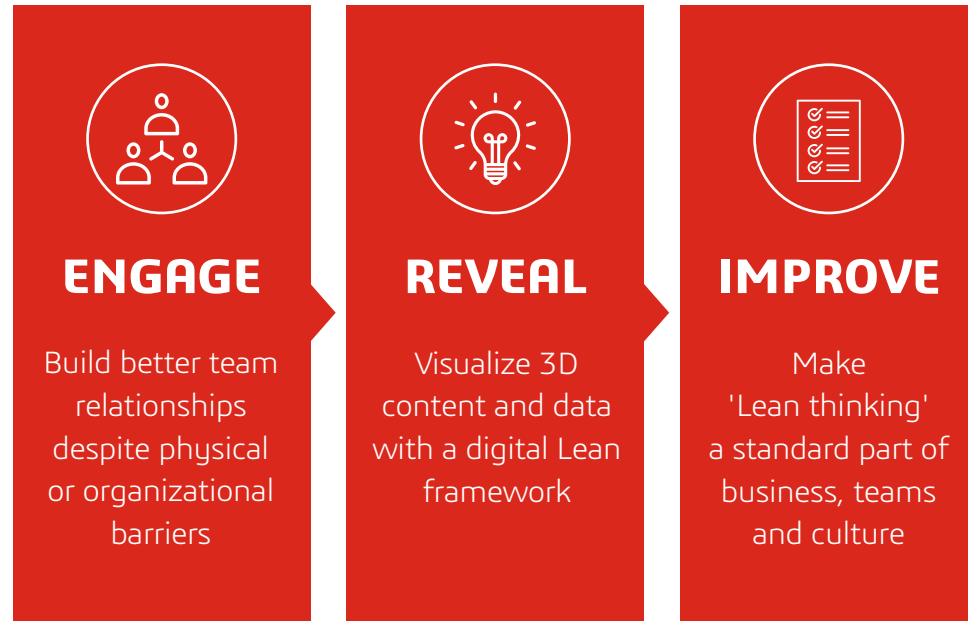 ENGAGE
Build better team
relationships
despite physical
or organizational
barriers
REVEAL
Visualize 3D
content and data
with a digital Lean
framework
IMPROVE
Make
'Lean thinking'
a standard part of
business, teams
and culture